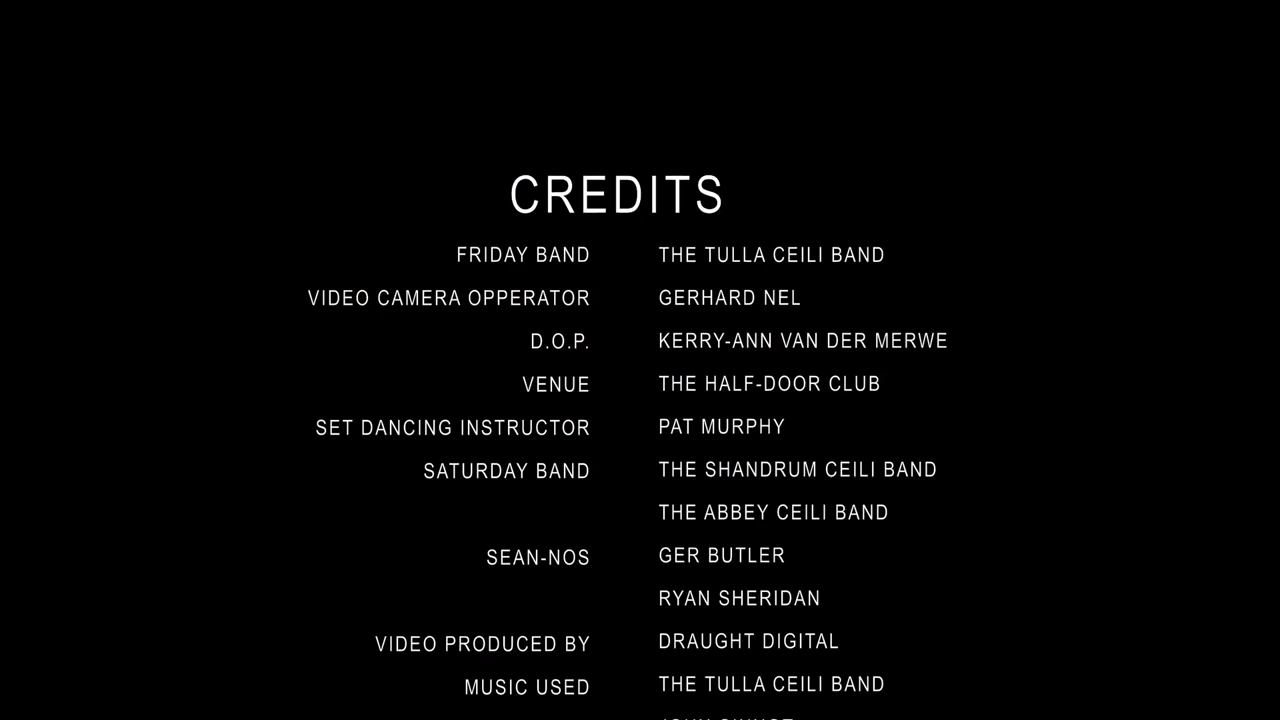 CREDITS
FRIDAY BAND THE TULLA CEILI BAND
VIDEO CAMERA OPPERATOR GERHARD NEL
D.O.P. KERRY-ANN VAN DER MERWE
VENUE THE HALF-DOOR CLUB
SET DANCING INSTRUCTOR PAT MURPHY
SATURDAY BAND THE SHANDRUM CEILI BAND
THE ABBEY CEILI BAND
SEAN-NOS GER BUTLER
RYAN SHERIDAN
VIDEO PRODUCED BY DRAUGHT DIGITAL
MUSIC USED THE TULLA CEILI BAND